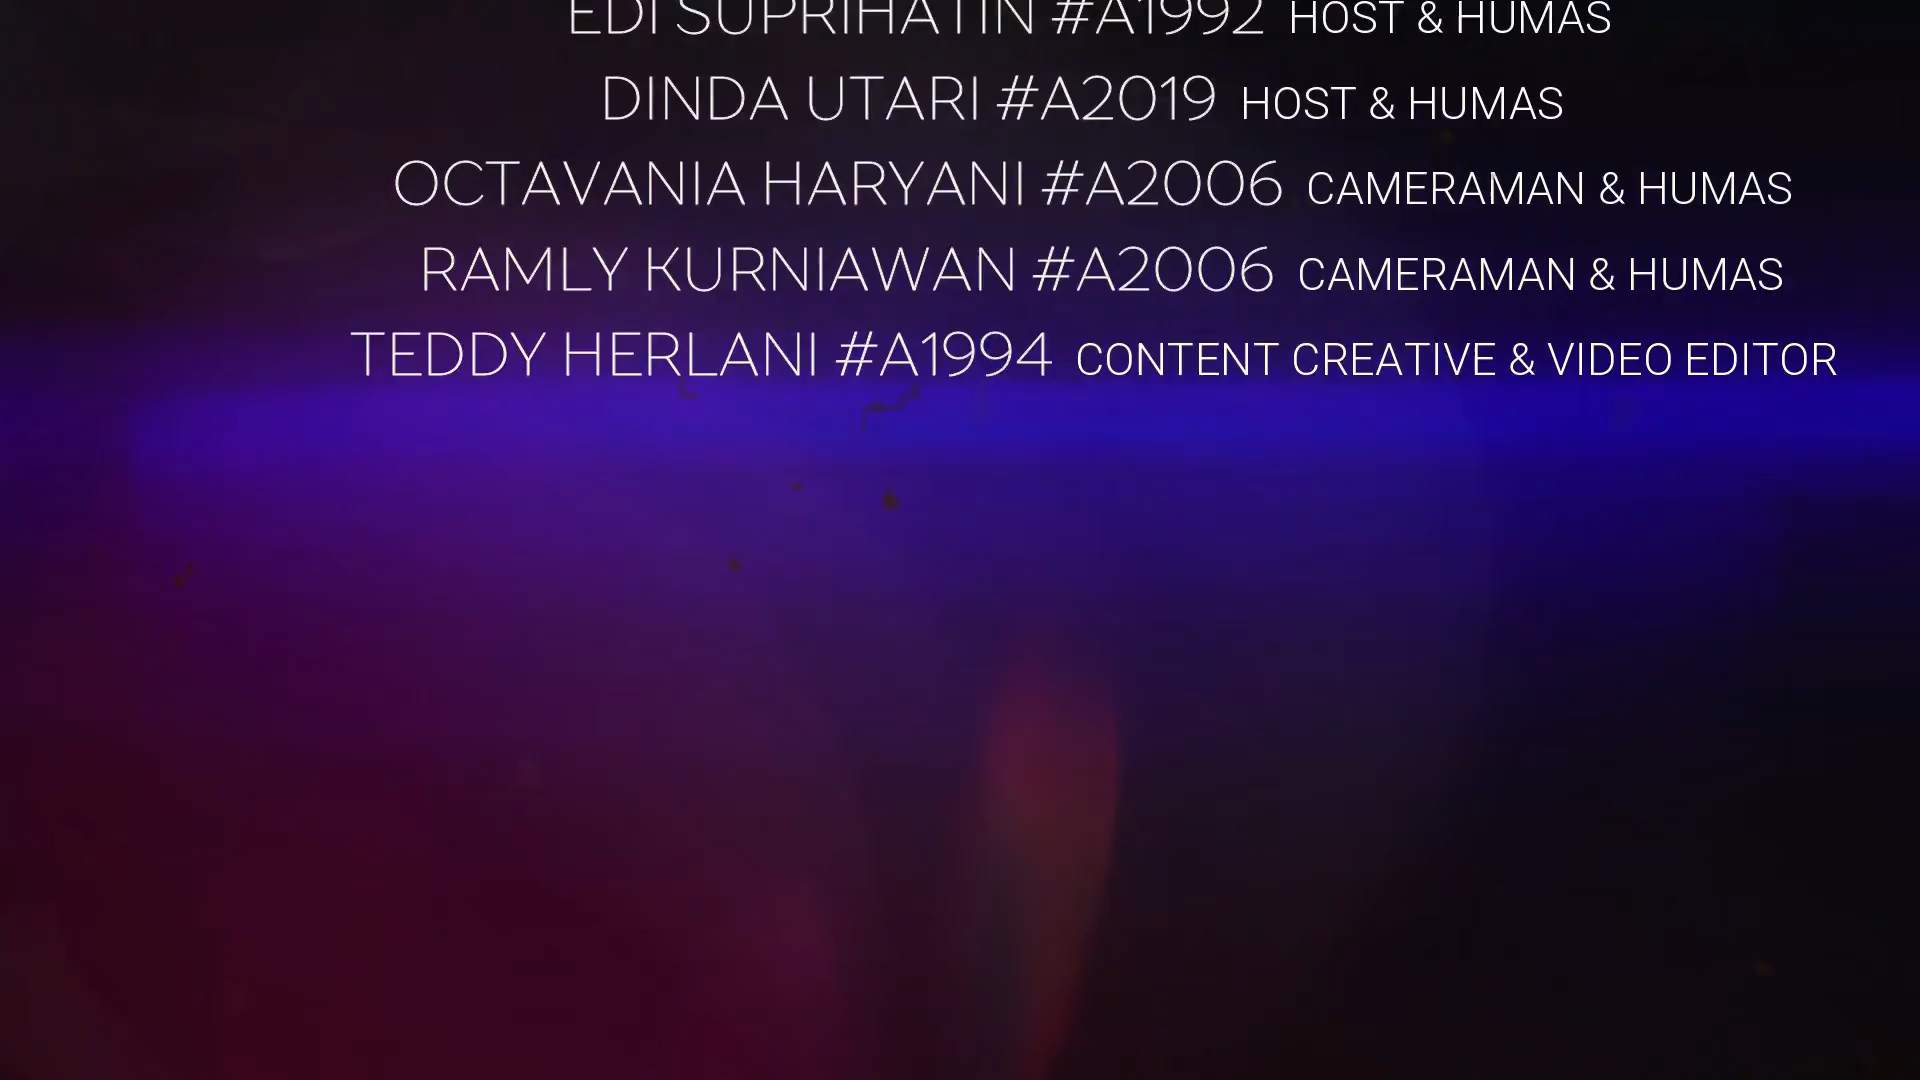 EDI SUPRIHATIN #A1992 HOST & HUMAS
DINDA UTARI #A2019 HOST & HUMAS
OCTAVANIA HARYANI #A2006 CAMERAMAN & HUMAS
RAMLY KURNIAWAN #A2006 CAMERAMAN & HUMAS
TEDDY HERLANI #A1994 CONTENT CREATIVE & VIDEO EDITOR